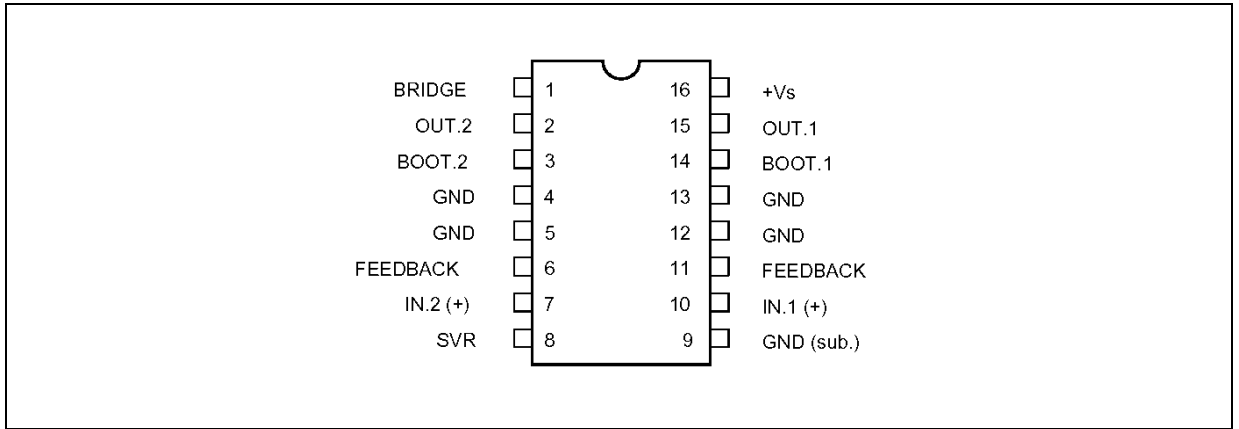 BRIDGE 1 16 +Vs
OUT.2 2 15 OUT.1
BOOT.2 3 14 BOOT.1
GND 4 13 GND
GND 5 12 GND
FEEDBACK 6 11 FEEDBACK
IN.2 (+) 7 10 IN.1 (+)
SVR 8 9 GND (sub.)